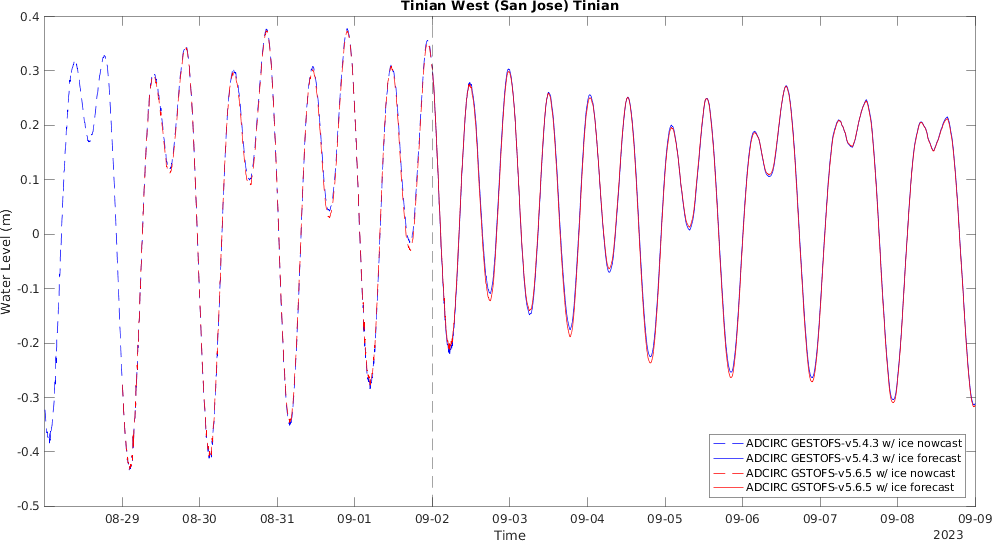 Tinian West (San Jose) Tinian
0.4
0.3
0.2
0.1
0
-0.1
-0.2
-0.3
-0.4
-0.5
Water Level (m)
ADCIRC GESTOFS-v5.4.3 w/ ice nowcast
ADCIRC GESTOFS-v5.4.3 w/ ice forecast
ADCIRC GSTOFS-v5.6.5 w/ ice nowcast
ADCIRC GSTOFS-v5.6.5 w/ ice forecast
08-29 08-30 08-31 09-01 09-02 09-03 09-04 09-05 09-06 09-07 09-08 09-09
Time
2023